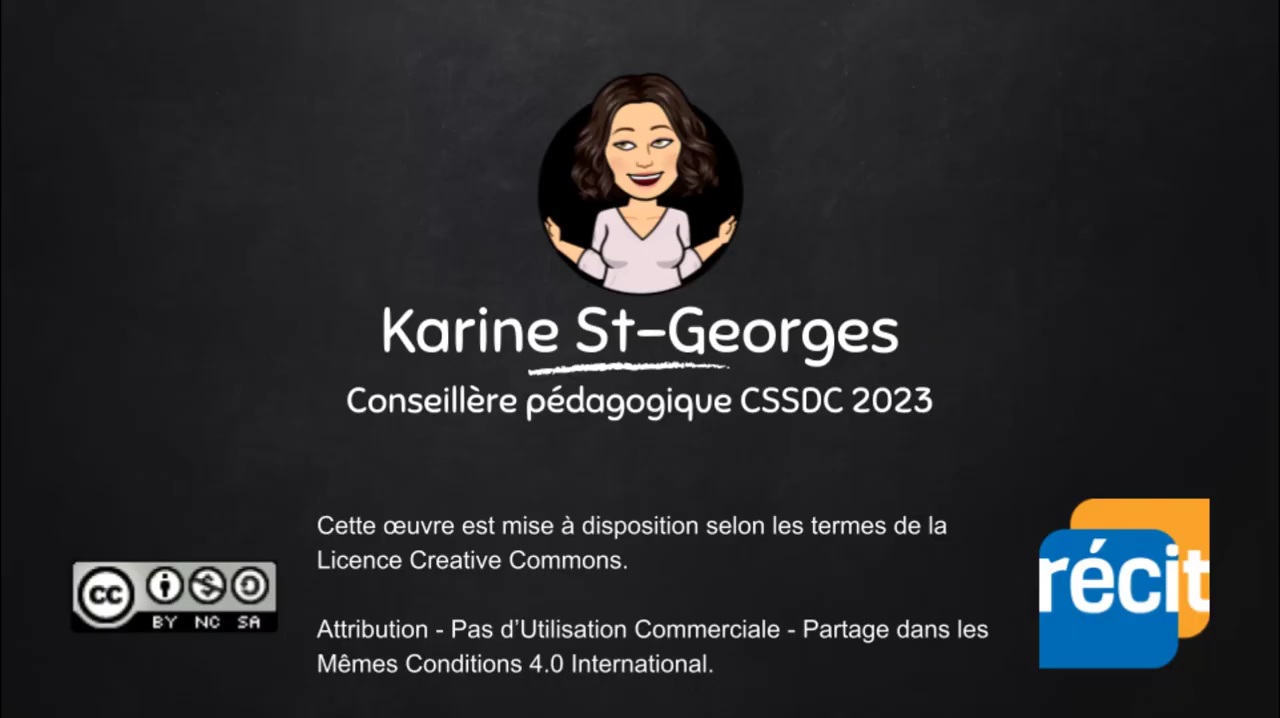 Karine St-Georges
Conseillère pédagogique CSSDC 2023
Cette œuvre est mise à disposition selon les termes de la
Licence Creative Commons.
Attribution - Pas d’Utilisation Commerciale - Partage dans les
Mêmes Conditions 4.0 International.
cc
BY NC SA
récit